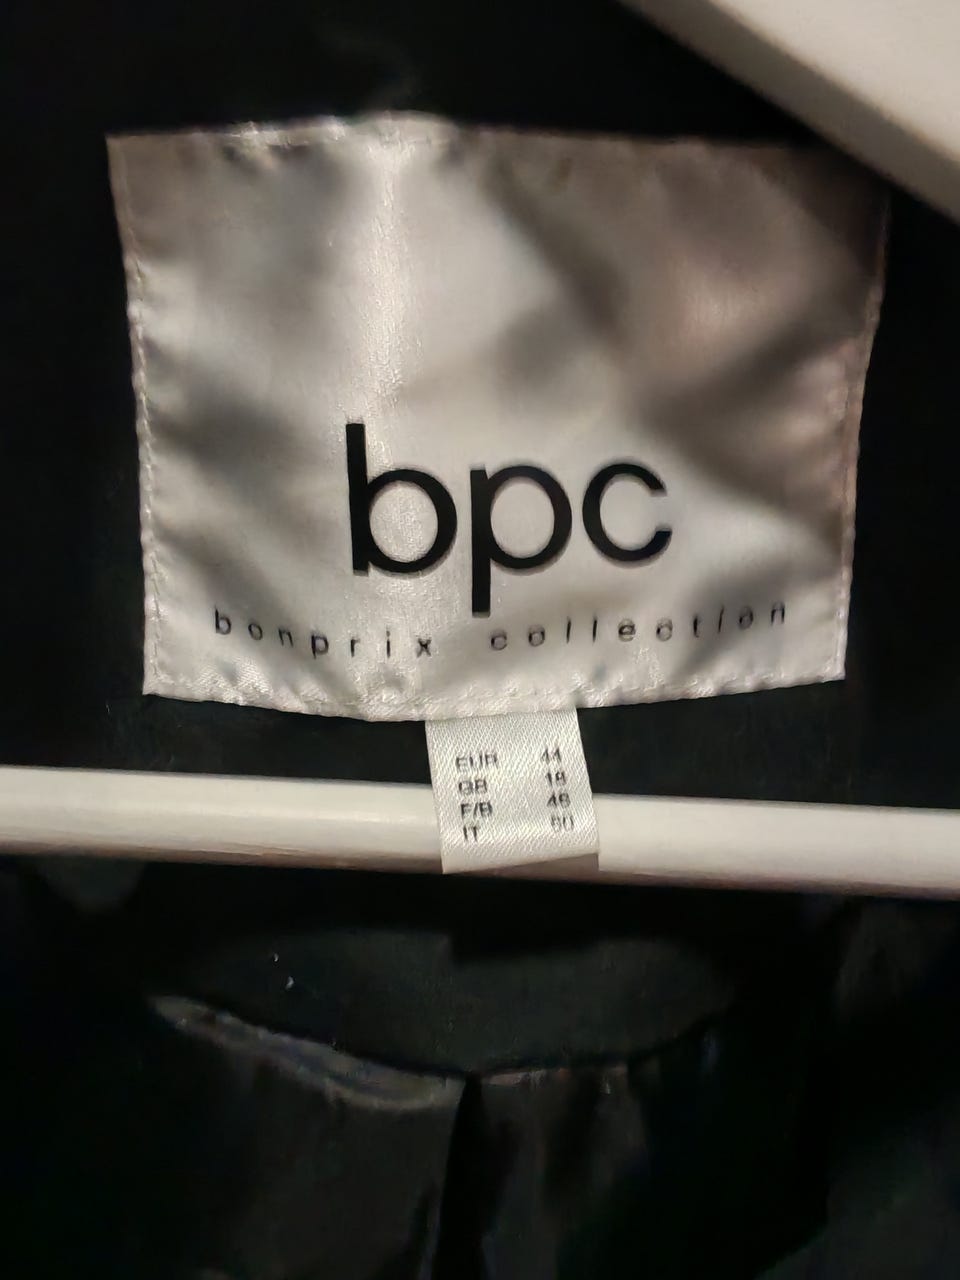 bpc
bonprix collection
EUR 44
GB 18
F/B 46
IT 50